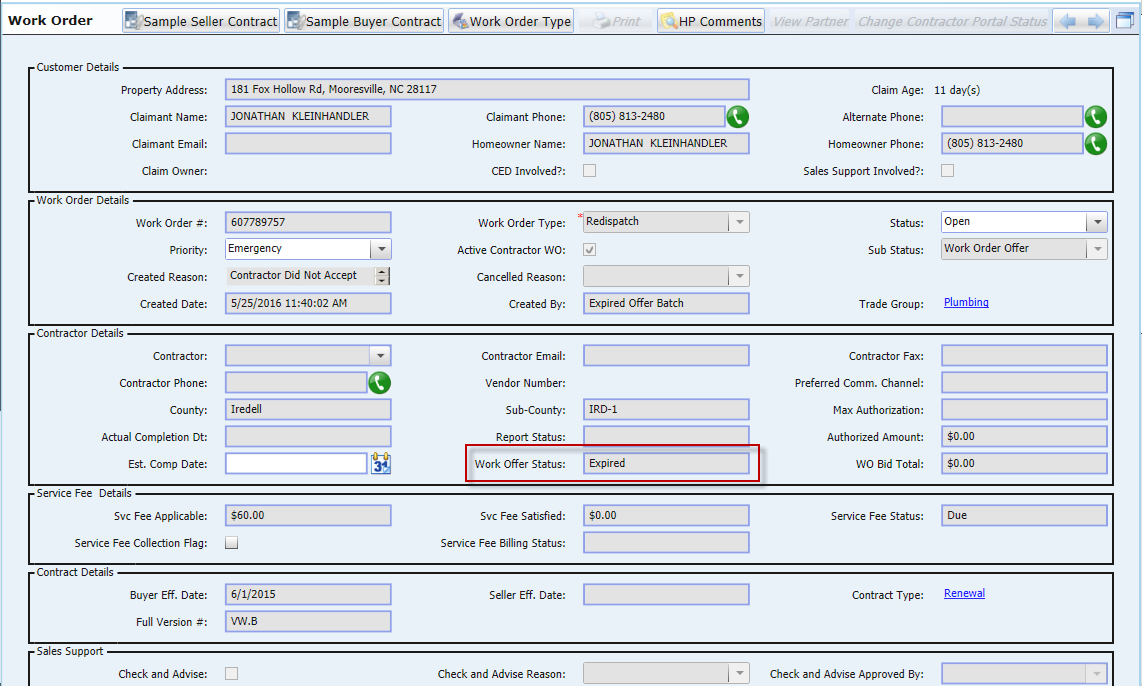 Work Order Sample Seller Contract Sample Buyer Contract Work Order Type Print HP Comments View Partner Change Contractor Portal Status
Customer Details
Property Address: 181 Fox Hollow Rd, Mooresville, NC 28117 Claim Age: 11 day(s)
Claimant Name: JONATHAN KLEINHANDLER Claimant Phone: (805) 813-2480 Alternate Phone:
Claimant Email: Homeowner Name: JONATHAN KLEINHANDLER Homeowner Phone: (805) 813-2480
Claim Owner: CED Involved?: Sales Support Involved?:
Work Order Details
Work Order #: 607789757 Work Order Type: * Redispatch Status: Open
Priority: Emergency Active Contractor WO: Sub Status: Work Order Offer
Created Reason: Contractor Did Not Accept Cancelled Reason:
Created Date: 5/25/2016 11:40:02 AM Created By: Expired Offer Batch Trade Group: Plumbing
Contractor Details
Contractor: Contractor Email: Contractor Fax:
Contractor Phone: Vendor Number: Preferred Comm. Channel:
County: Iredell Sub-County: IRD-1 Max Authorization:
Actual Completion Dt: Report Status: Authorized Amount: $0.00
Est. Comp Date: 31 Work Offer Status: Expired WO Bid Total: $0.00
Service Fee Details
Svc Fee Applicable: $60.00 Svc Fee Satisfied: $0.00 Service Fee Status: Due
Service Fee Collection Flag: Service Fee Billing Status:
Contract Details
Buyer Eff. Date: 6/1/2015 Seller Eff. Date: Contract Type: Renewal
Full Version #: VW.B
Sales Support
Check and Advise: Check and Advise Reason: Check and Advise Approved By: